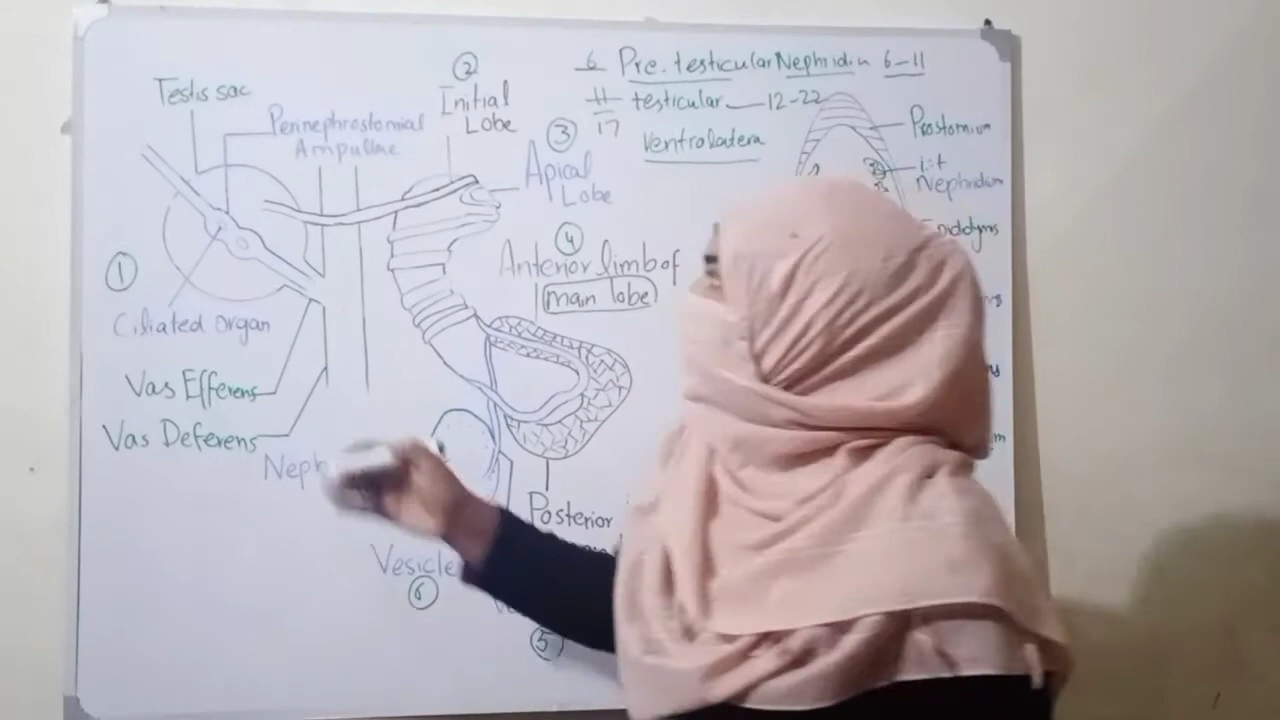 Testis sac
Perinephrostomial
Ampullae
②
Initial
Lobe
③
Apical
Lobe
6 Pre.testicular Nephridin 6-11
11 testicular 12-22
17
Ventrolatera
Prostomium
1st
Nephridium
①
Ciliated organ
④
Anterior limb of
main lobe
Vas Efferens
Vas Deferens
Neph
Posterior
Vesicle
⑥
⑤